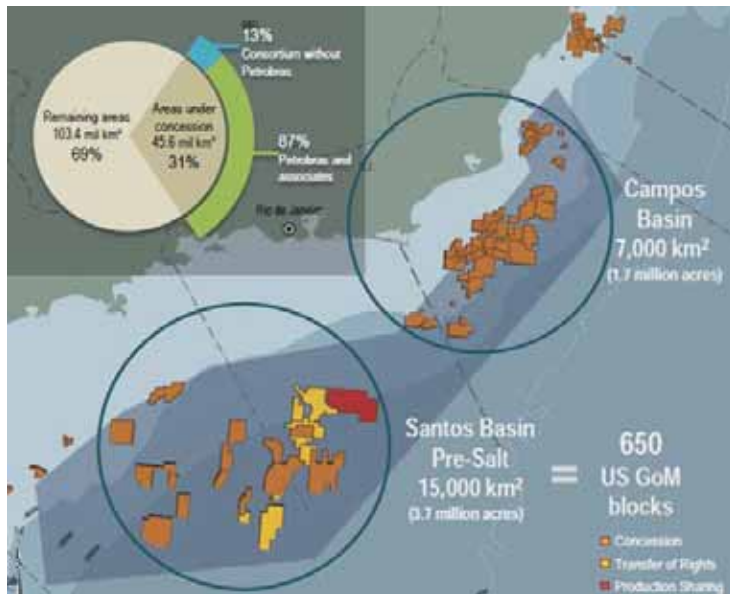 13%
Consortium without
Petrobras
Remaining areas
103.4 mil km²
69%
Areas under
concession
45.6 mil km²
31%
87%
Petrobras and
associates
Rio de Janeiro
Campos
Basin
7,000 km²
(1.7 million acres)
Santos Basin
Pre-Salt
15,000 km²
(3.7 million acres)
=
650
US GoM
blocks
Concession
Transfer of Rights
Production Sharing